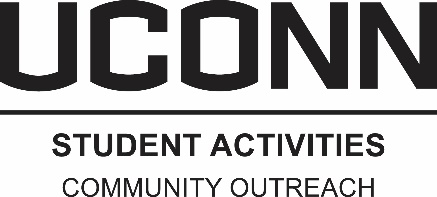 UCONN
STUDENT ACTIVITIES
COMMUNITY OUTREACH